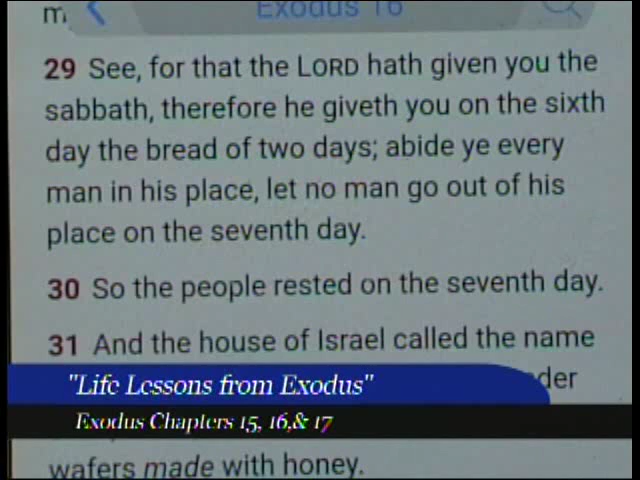 Exodus 16
29 See, for that the LORD hath given you the
sabbath, therefore he giveth you on the sixth
day the bread of two days; abide ye every
man in his place, let no man go out of his
place on the seventh day.
30 So the people rested on the seventh day.
31 And the house of Israel called the name
"Life Lessons from Exodus"
Exodus Chapters 15, 16,& 17
wafers made with honey.